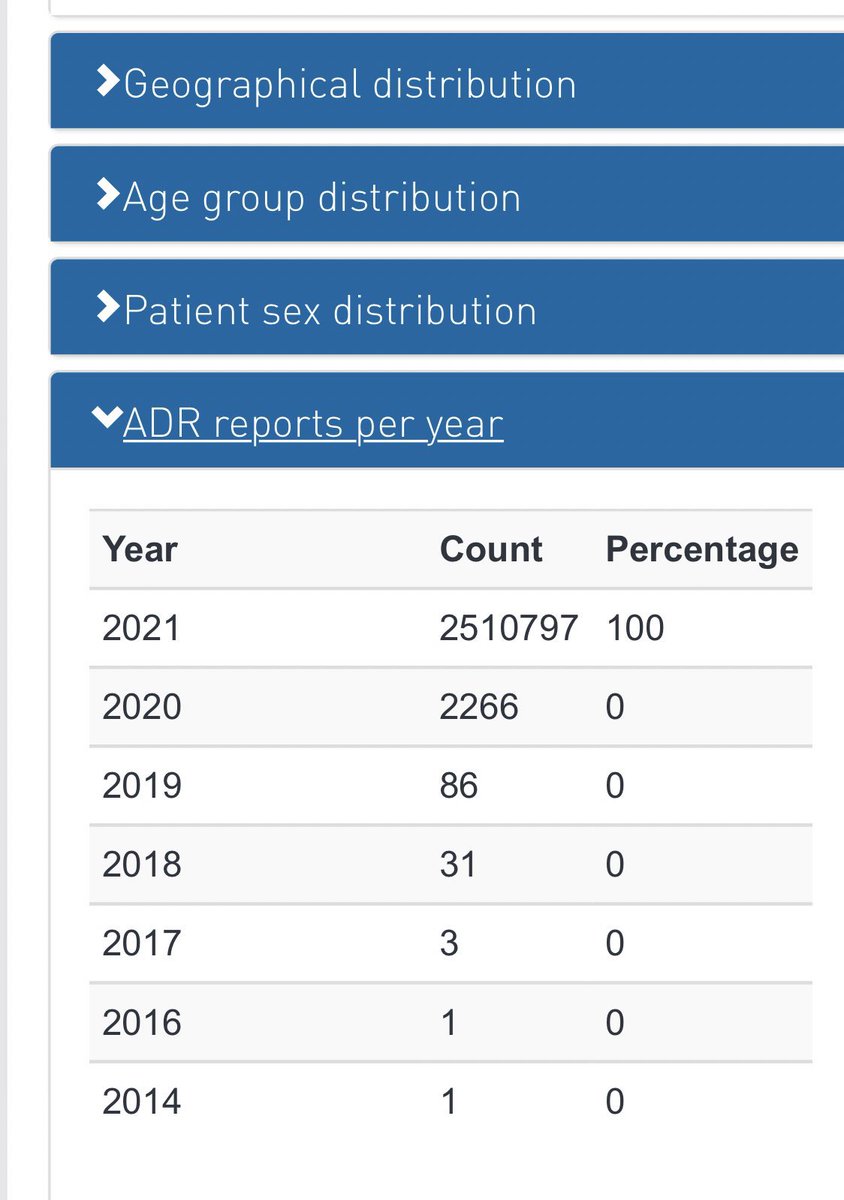 Geographical distribution
Age group distribution
Patient sex distribution
ADR reports per year
Year Count Percentage
2021 2510797 100
2020 2266 0
2019 86 0
2018 31 0
2017 3 0
2016 1 0
2014 1 0